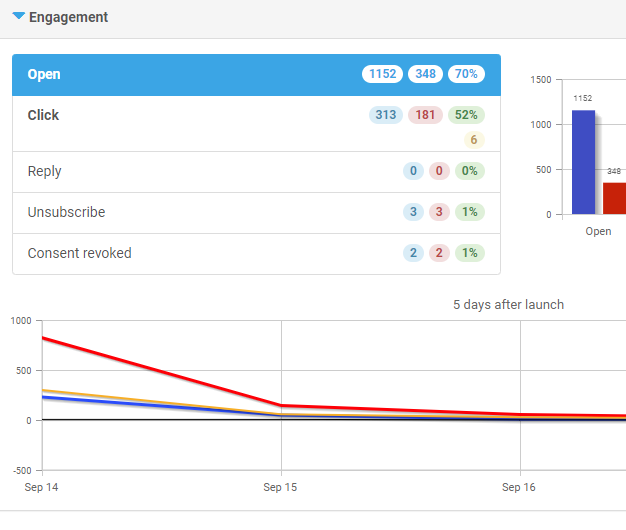 Engagement
Open 1152 348 70%
Click 313 181 52%
6
Reply 0 0 0%
Unsubscribe 3 3 1%
Consent revoked 2 2 1%
1500
1152
1000
500
348
0
Open
5 days after launch
1000
500
0
-500
Sep 14 Sep 15 Sep 16